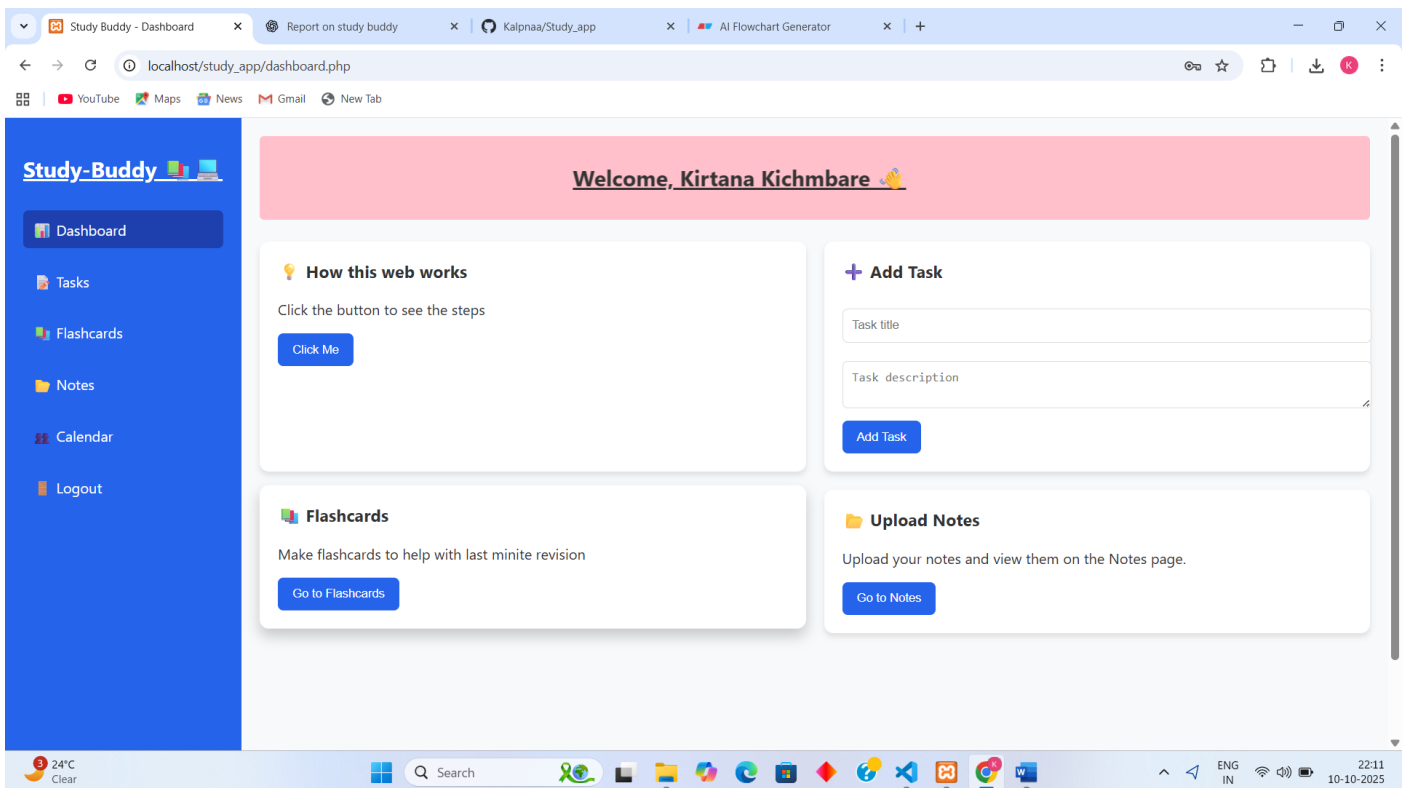 Study Buddy - Dashboard
Report on study buddy
Kalpnaa/Study_app
AI Flowchart Generator
localhost/study_app/dashboard.php
K
YouTube
Maps
News
Gmail
New Tab
Study-Buddy
Dashboard
Tasks
Flashcards
Notes
Calendar
Logout
Welcome, Kirtana Kichmbare
How this web works
Click the button to see the steps
Click Me
Add Task
Task title
Task description
Add Task
Flashcards
Make flashcards to help with last minite revision
Go to Flashcards
Upload Notes
Upload your notes and view them on the Notes page.
Go to Notes
3
24°C
Clear
Search
ENG
IN
22:11
10-10-2025